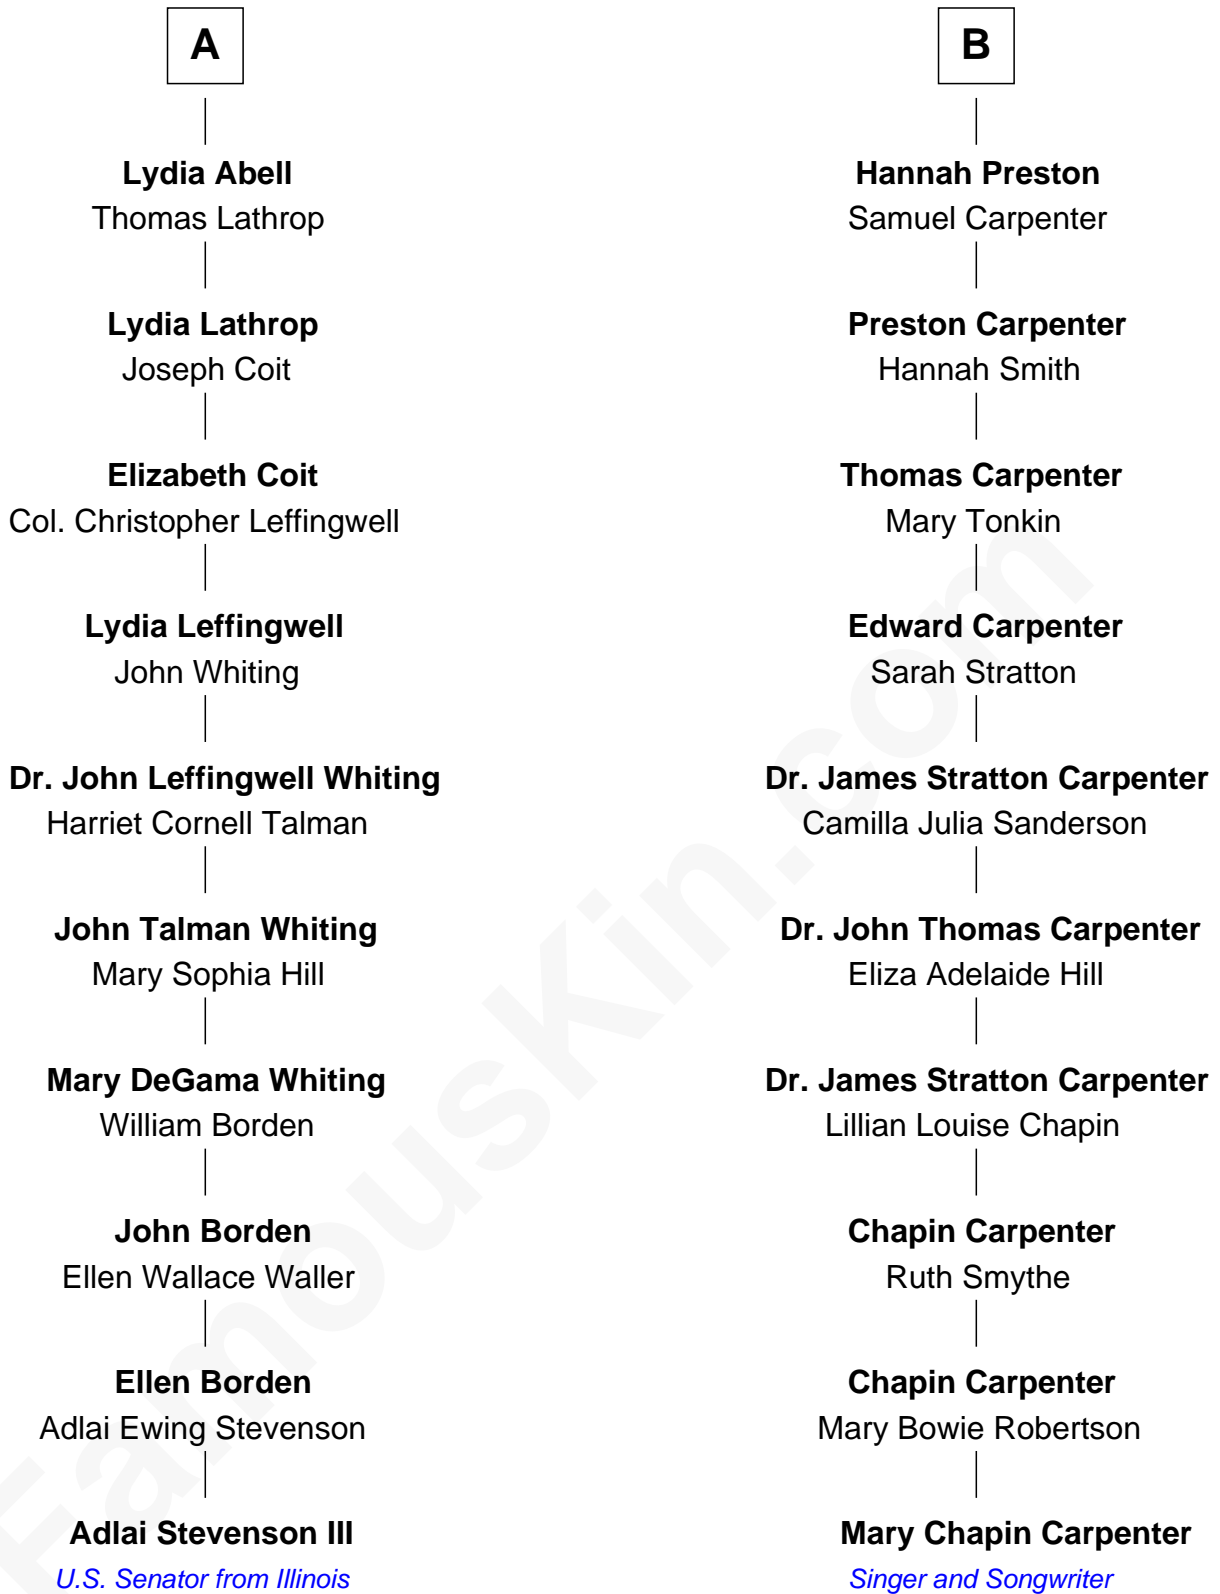 A
Lydia Abell
Thomas Lathrop
Lydia Lathrop
Joseph Coit
Elizabeth Coit
Col. Christopher Leffingwell
Lydia Leffingwell
John Whiting
Dr. John Leffingwell Whiting
Harriet Cornell Talman
John Talman Whiting
Mary Sophia Hill
Mary DeGama Whiting
William Borden
John Borden
Ellen Wallace Waller
Ellen Borden
Adlai Ewing Stevenson
Adlai Stevenson III
U.S. Senator from Illinois
B
Hannah Preston
Samuel Carpenter
Preston Carpenter
Hannah Smith
Thomas Carpenter
Mary Tonkin
Edward Carpenter
Sarah Stratton
Dr. James Stratton Carpenter
Camilla Julia Sanderson
Dr. John Thomas Carpenter
Eliza Adelaide Hill
Dr. James Stratton Carpenter
Lillian Louise Chapin
Chapin Carpenter
Ruth Smythe
Chapin Carpenter
Mary Bowie Robertson
Mary Chapin Carpenter
Singer and Songwriter
FamousKin.com